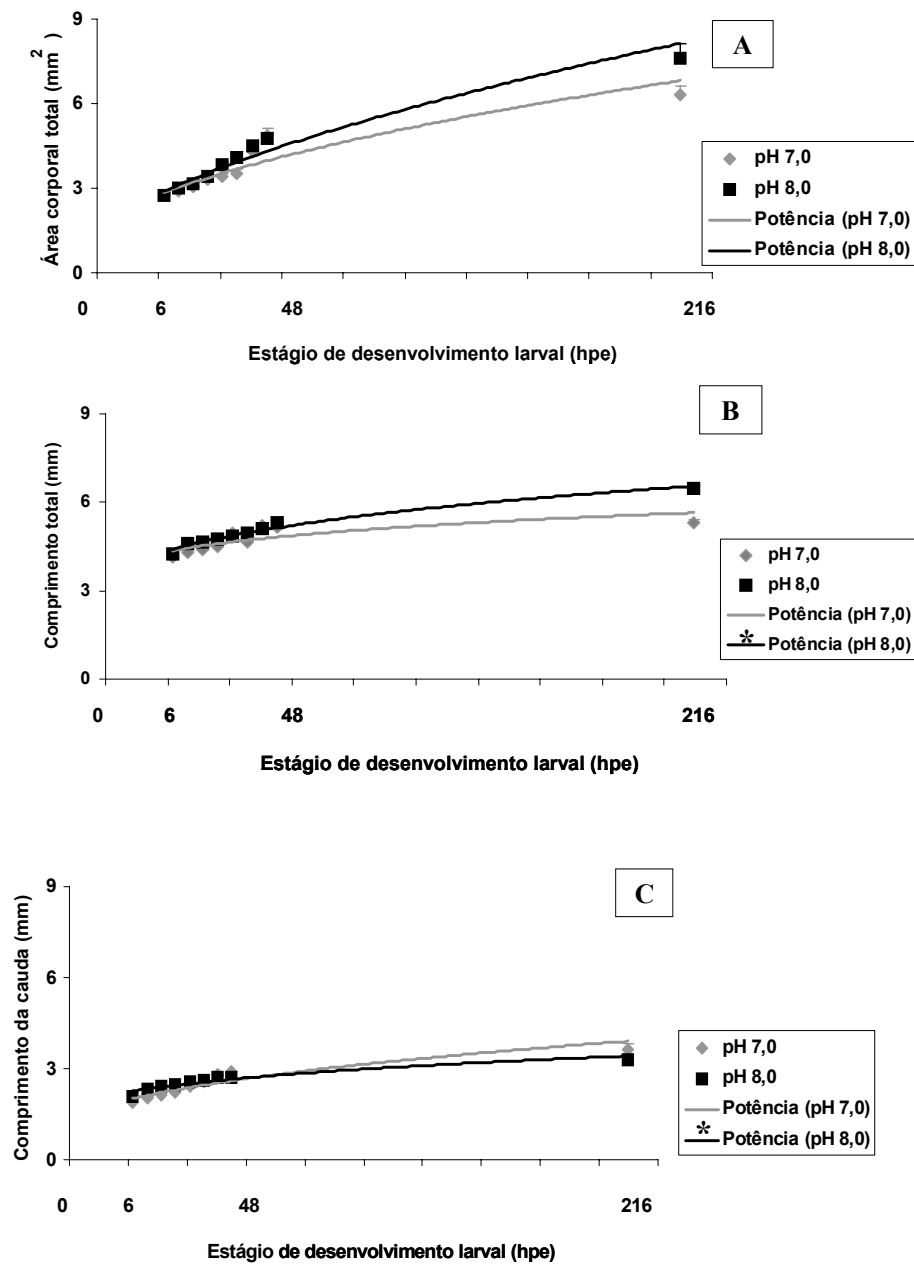 9
6
3
0
Área corporal total (mm2)
A
pH 7,0
pH 8,0
Potência (pH 7,0)
Potência (pH 8,0)
0 6 48 216
Estágio de desenvolvimento larval (hpe)
9
6
3
0
Comprimento total (mm)
B
pH 7,0
pH 8,0
Potência (pH 7,0)
* Potência (pH 8,0)
0 6 48 216
Estágio de desenvolvimento larval (hpe)
9
6
3
0
Comprimento da cauda (mm)
C
pH 7,0
pH 8,0
Potência (pH 7,0)
* Potência (pH 8,0)
0 6 48 216
Estágio de desenvolvimento larval (hpe)